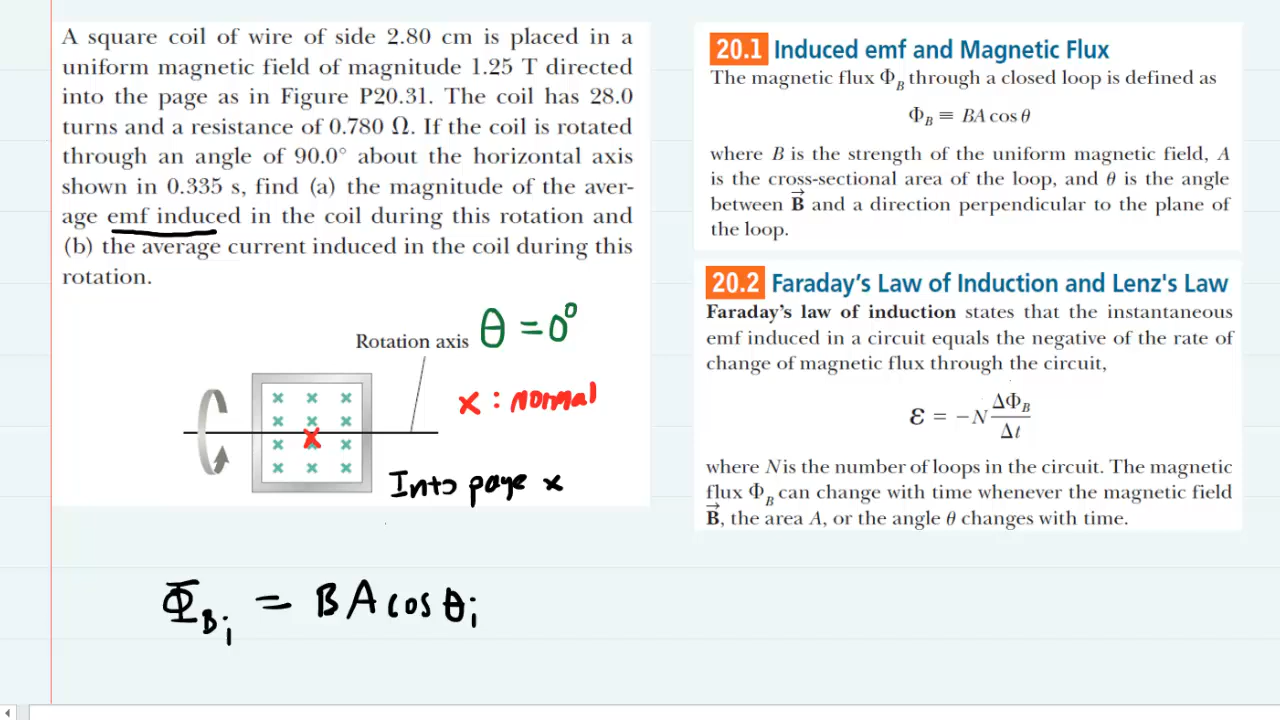 A square coil of wire of side 2.80 cm is placed in a
uniform magnetic field of magnitude 1.25 T directed
into the page as in Figure P20.31. The coil has 28.0
turns and a resistance of 0.780 Ω. If the coil is rotated
through an angle of 90.0° about the horizontal axis
shown in 0.335 s, find (a) the magnitude of the aver-
age emf induced in the coil during this rotation and
(b) the average current induced in the coil during this
rotation.
θ = 0°
Rotation axis
x : normal
x x x
x x x
x
x x x
x x x
Into page x
Φ_Bi = BA cos θi
20.1 Induced emf and Magnetic Flux
The magnetic flux Φ_B through a closed loop is defined as
Φ_B ≡ BA cos θ
where B is the strength of the uniform magnetic field, A
is the cross-sectional area of the loop, and θ is the angle
between B⃗ and a direction perpendicular to the plane of
the loop.
20.2 Faraday's Law of Induction and Lenz's Law
Faraday's law of induction states that the instantaneous
emf induced in a circuit equals the negative of the rate of
change of magnetic flux through the circuit,
ε = −N ΔΦ_B / Δt
where N is the number of loops in the circuit. The magnetic
flux Φ_B can change with time whenever the magnetic field
B⃗, the area A, or the angle θ changes with time.